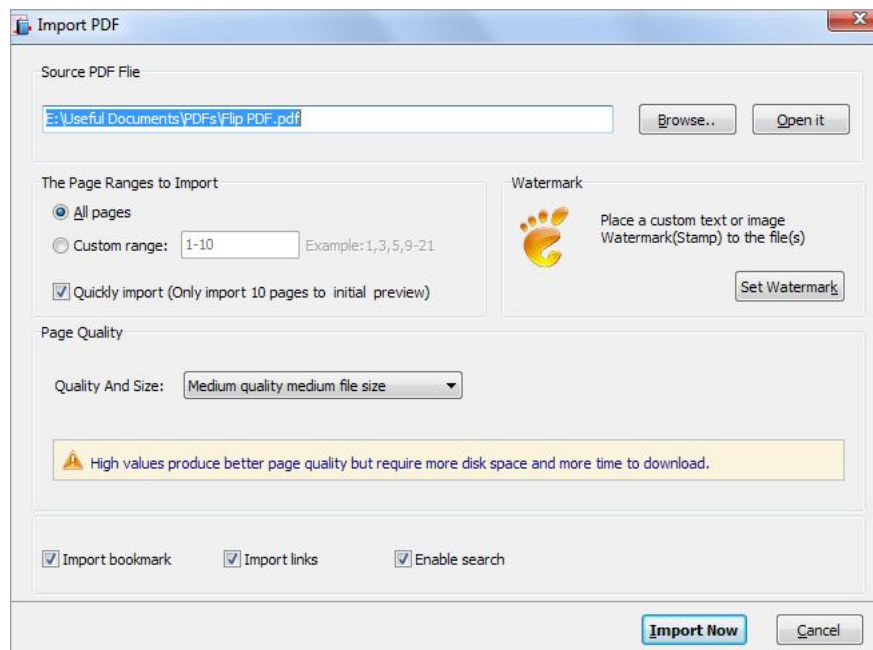 Import PDF
Source PDF Flie
E:\Useful Documents\PDFs\Flip PDF.pdf
Browse..
Open it
The Page Ranges to Import
All pages
Custom range:
1-10
Example:1,3,5,9-21
Quickly import (Only import 10 pages to initial preview)
Watermark
Place a custom text or image
Watermark(Stamp) to the file(s)
Set Watermark
Page Quality
Quality And Size:
Medium quality medium file size
High values produce better page quality but require more disk space and more time to download.
Import bookmark
Import links
Enable search
Import Now
Cancel